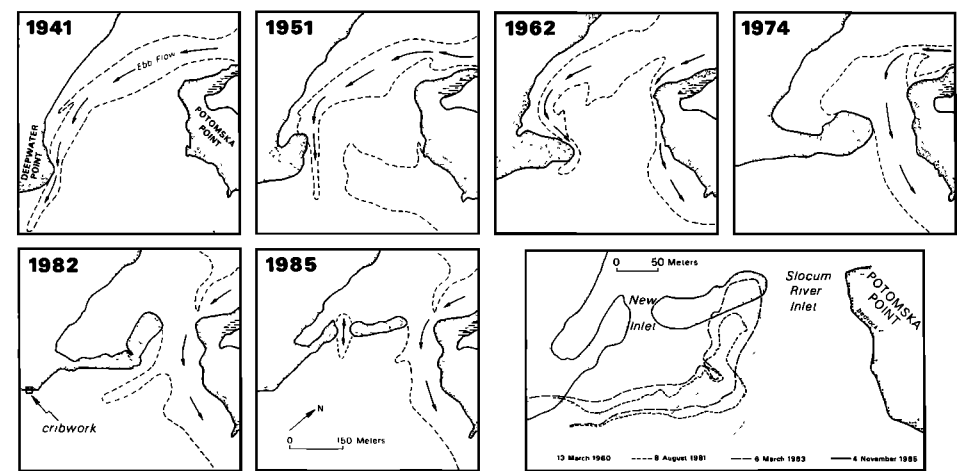 1941
Ebb Flow
DEEPWATER
POINT
POTOMSKA
POINT
1951
1962
1974
1982
cribwork
1985
N
0 150 Meters
0 50 Meters
New
Inlet
Slocum
River
Inlet
POTOMSKA
POINT
13 March 1960 8 August 1981 6 March 1983 4 November 1985